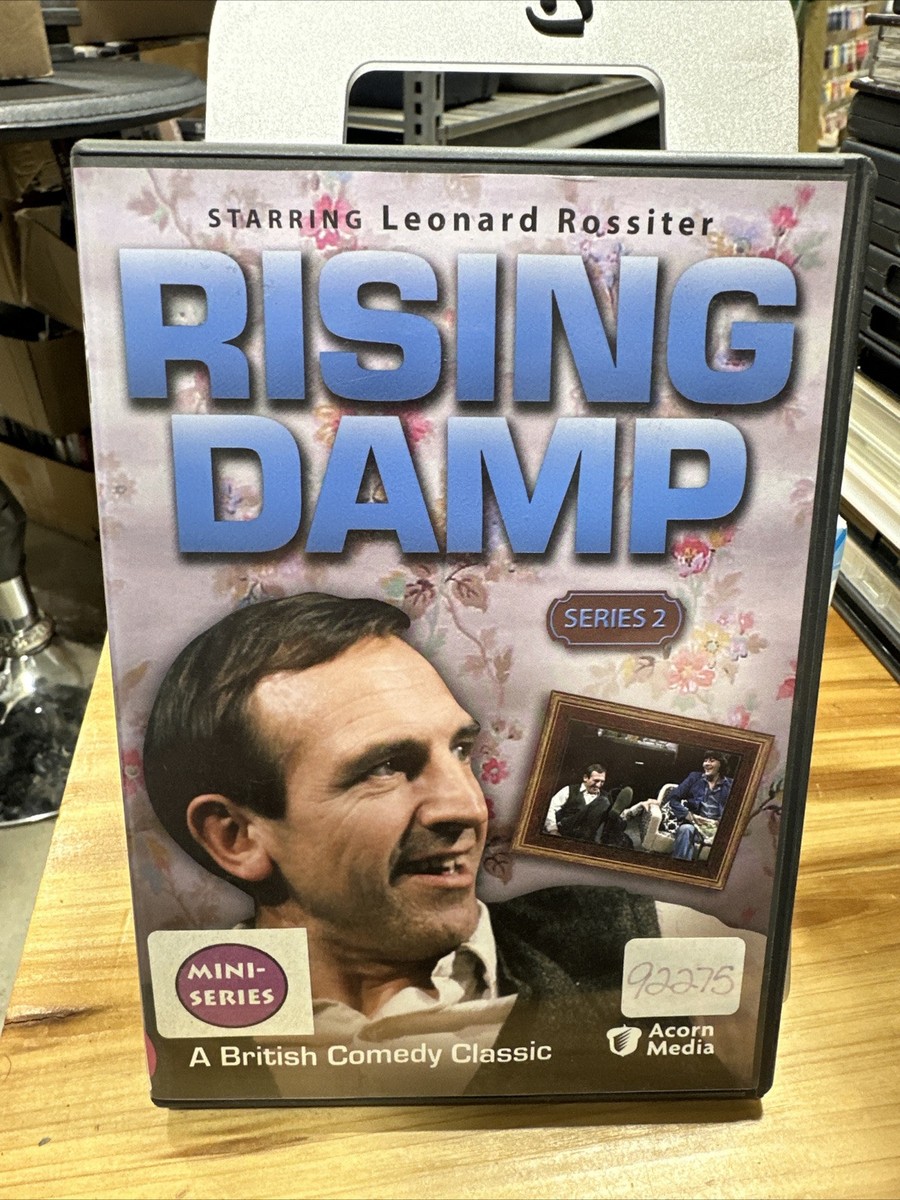 STARRING Leonard Rossiter
RISING
DAMP
SERIES 2
MINI-
SERIES
92275
A British Comedy Classic
Acorn
Media